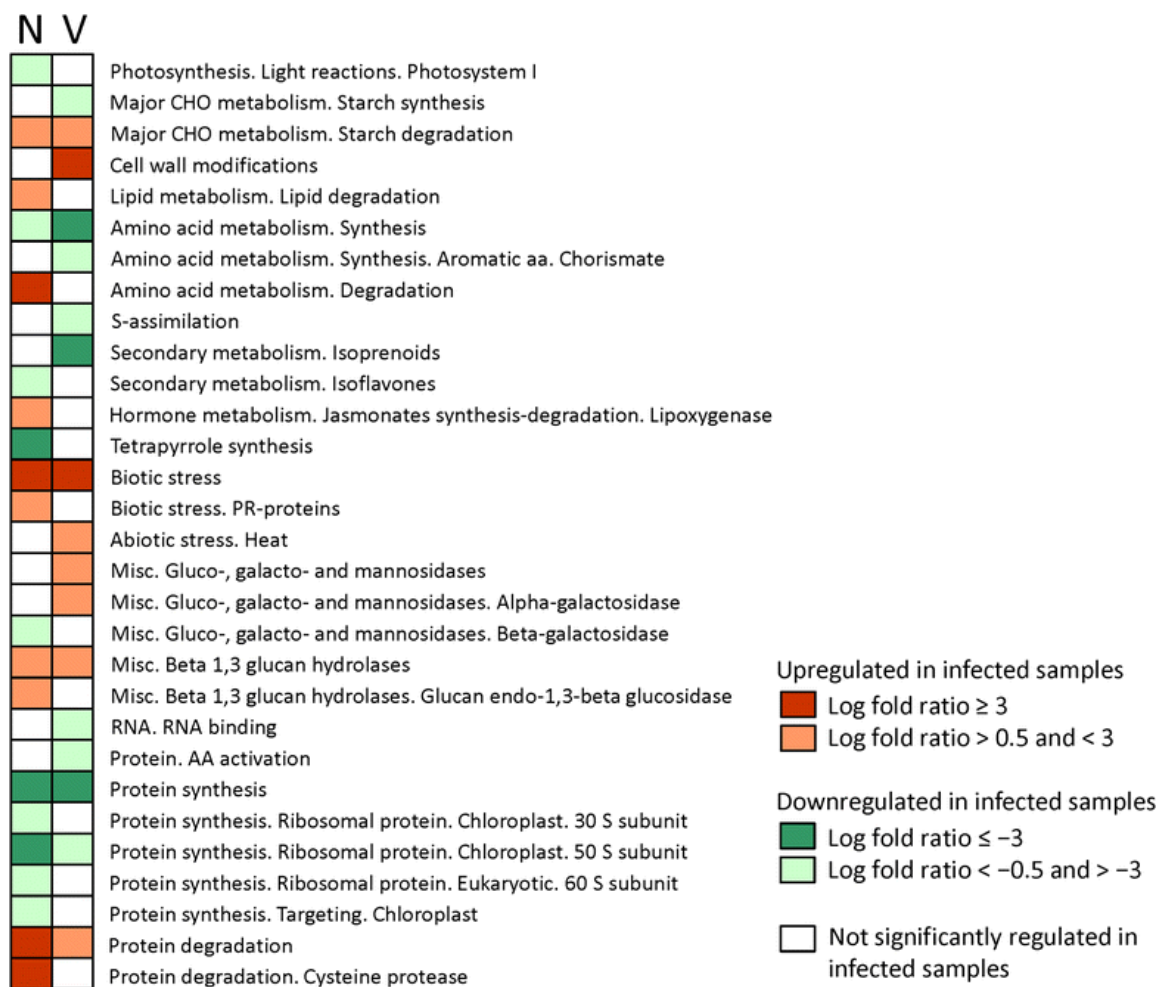 N V
Photosynthesis. Light reactions. Photosystem I
Major CHO metabolism. Starch synthesis
Major CHO metabolism. Starch degradation
Cell wall modifications
Lipid metabolism. Lipid degradation
Amino acid metabolism. Synthesis
Amino acid metabolism. Synthesis. Aromatic aa. Chorismate
Amino acid metabolism. Degradation
S-assimilation
Secondary metabolism. Isoprenoids
Secondary metabolism. Isoflavones
Hormone metabolism. Jasmonates synthesis-degradation. Lipoxygenase
Tetrapyrrole synthesis
Biotic stress
Biotic stress. PR-proteins
Abiotic stress. Heat
Misc. Gluco-, galacto- and mannosidases
Misc. Gluco-, galacto- and mannosidases. Alpha-galactosidase
Misc. Gluco-, galacto- and mannosidases. Beta-galactosidase
Misc. Beta 1,3 glucan hydrolases
Misc. Beta 1,3 glucan hydrolases. Glucan endo-1,3-beta glucosidase
RNA. RNA binding
Protein. AA activation
Protein synthesis
Protein synthesis. Ribosomal protein. Chloroplast. 30 S subunit
Protein synthesis. Ribosomal protein. Chloroplast. 50 S subunit
Protein synthesis. Ribosomal protein. Eukaryotic. 60 S subunit
Protein synthesis. Targeting. Chloroplast
Protein degradation
Protein degradation. Cysteine protease
Upregulated in infected samples
Log fold ratio ≥ 3
Log fold ratio > 0.5 and < 3
Downregulated in infected samples
Log fold ratio ≤ −3
Log fold ratio < −0.5 and > −3
Not significantly regulated in
infected samples